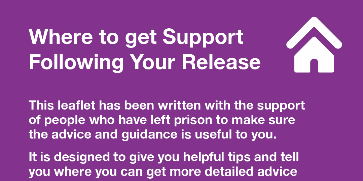 Where to get Support
Following Your Release
This leaflet has been written with the support
of people who have left prison to make sure
the advice and guidance is useful to you.
It is designed to give you helpful tips and tell
you where you can get more detailed advice